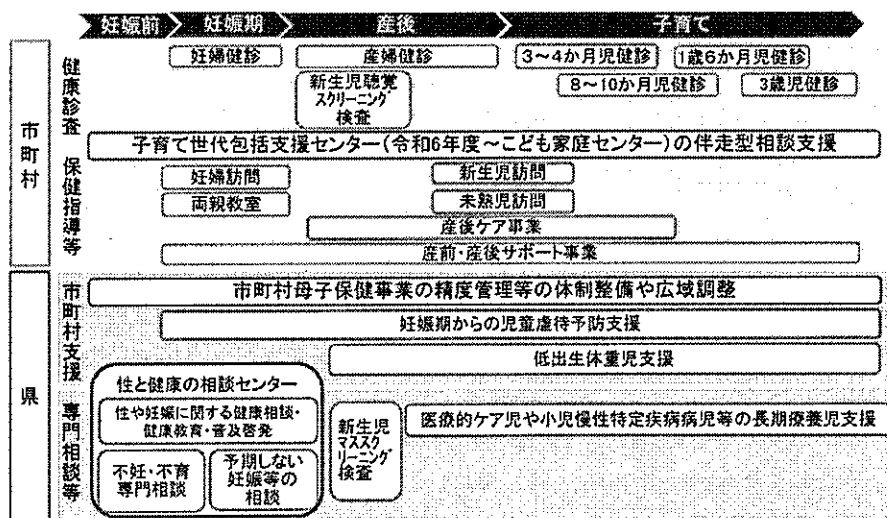 妊娠前 妊娠期 産後 子育て
市町村
健康診査
妊婦健診 産婦健診 3～4か月児健診 1歳6か月児健診
新生児聴覚
スクリーニング
検査
8～10か月児健診 3歳児健診
子育て世代包括支援センター(令和6年度～こども家庭センター)の伴走型相談支援
保健指導等
妊婦訪問 新生児訪問
両親教室 未熟児訪問
産後ケア事業
産前・産後サポート事業
県
市町村支援
市町村母子保健事業の精度管理等の体制整備や広域調整
妊娠期からの児童虐待予防支援
低出生体重児支援
専門相談等
性と健康の相談センター
性や妊娠に関する健康相談・
健康教育・普及啓発
不妊・不育
専門相談
予期しない
妊娠等の
相談
新生児
マススク
リーニング
検査
医療的ケア児や小児慢性特定疾病病児等の長期療養児支援